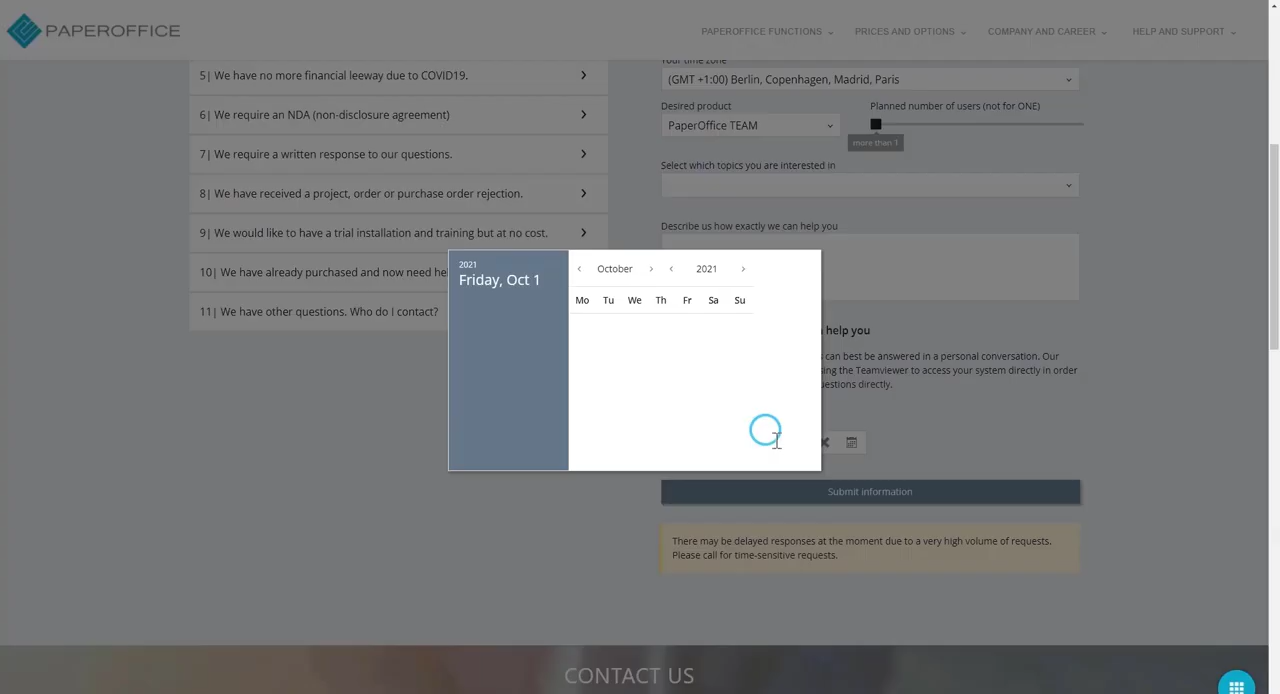 PAPEROFFICE
PAPEROFFICE FUNCTIONS
PRICES AND OPTIONS
COMPANY AND CAREER
HELP AND SUPPORT
5| We have no more financial leeway due to COVID19.
6| We require an NDA (non-disclosure agreement)
7| We require a written response to our questions.
8| We have received a project, order or purchase order rejection.
9| We would like to have a trial installation and training but at no cost.
10| We have already purchased and now need
11| We have other questions. Who do I contact?
Your time zone
(GMT +1:00) Berlin, Copenhagen, Madrid, Paris
Desired product
Planned number of users (not for ONE)
PaperOffice TEAM
more then 1
Select which topics you are interested in
Describe us how exactly we can help you
2021
Friday, Oct 1
October
2021
Mo Tu We Th Fr Sa Su
help you
can best be answered in a personal conversation. Our
the Teamviewer to access your system directly in order
directly.
Submit information
There may be delayed responses at the moment due to a very high volume of requests.
Please call for time-sensitive requests.
CONTACT US